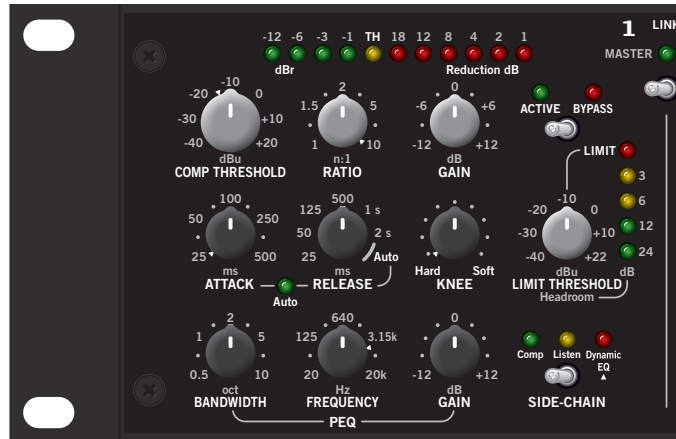 -12 -6 -3 -1 TH 18 12 8 4 2 1
dBr Reduction dB
1 LINK
MASTER
-40 -30 -20 -10 0 +10 +20
dBu
COMP THRESHOLD
1 1.5 2 5 10
n:1
RATIO
-12 -6 0 +6 +12
dB
GAIN
ACTIVE BYPASS
LIMIT
3
6
12
24
dB
-40 -30 -20 -10 0 +10 +22
dBu
LIMIT THRESHOLD
Headroom
25 50 100 250 500
ms
ATTACK
Auto
25 50 125 500 1 s 2 s Auto
ms
RELEASE
Hard Soft
KNEE
0.5 1 2 5 10
oct
BANDWIDTH
20 125 640 3.15k 20k
Hz
FREQUENCY
-12 0 +12
dB
GAIN
PEQ
Comp Listen Dynamic
EQ
SIDE-CHAIN